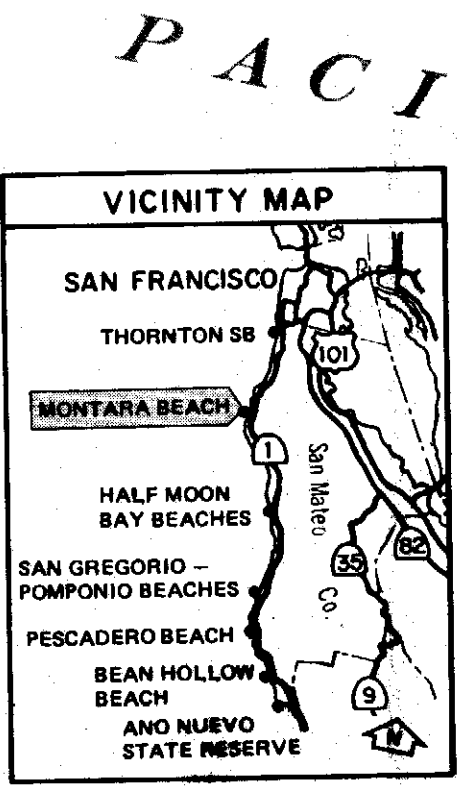 PACI
VICINITY MAP
SAN FRANCISCO
THORNTON SB
101
MONTARA BEACH
1
San Mateo Co.
HALF MOON
BAY BEACHES
82
35
SAN GREGORIO –
POMPONIO BEACHES
PESCADERO BEACH
BEAN HOLLOW
BEACH
9
ANO NUEVO
STATE RESERVE
N